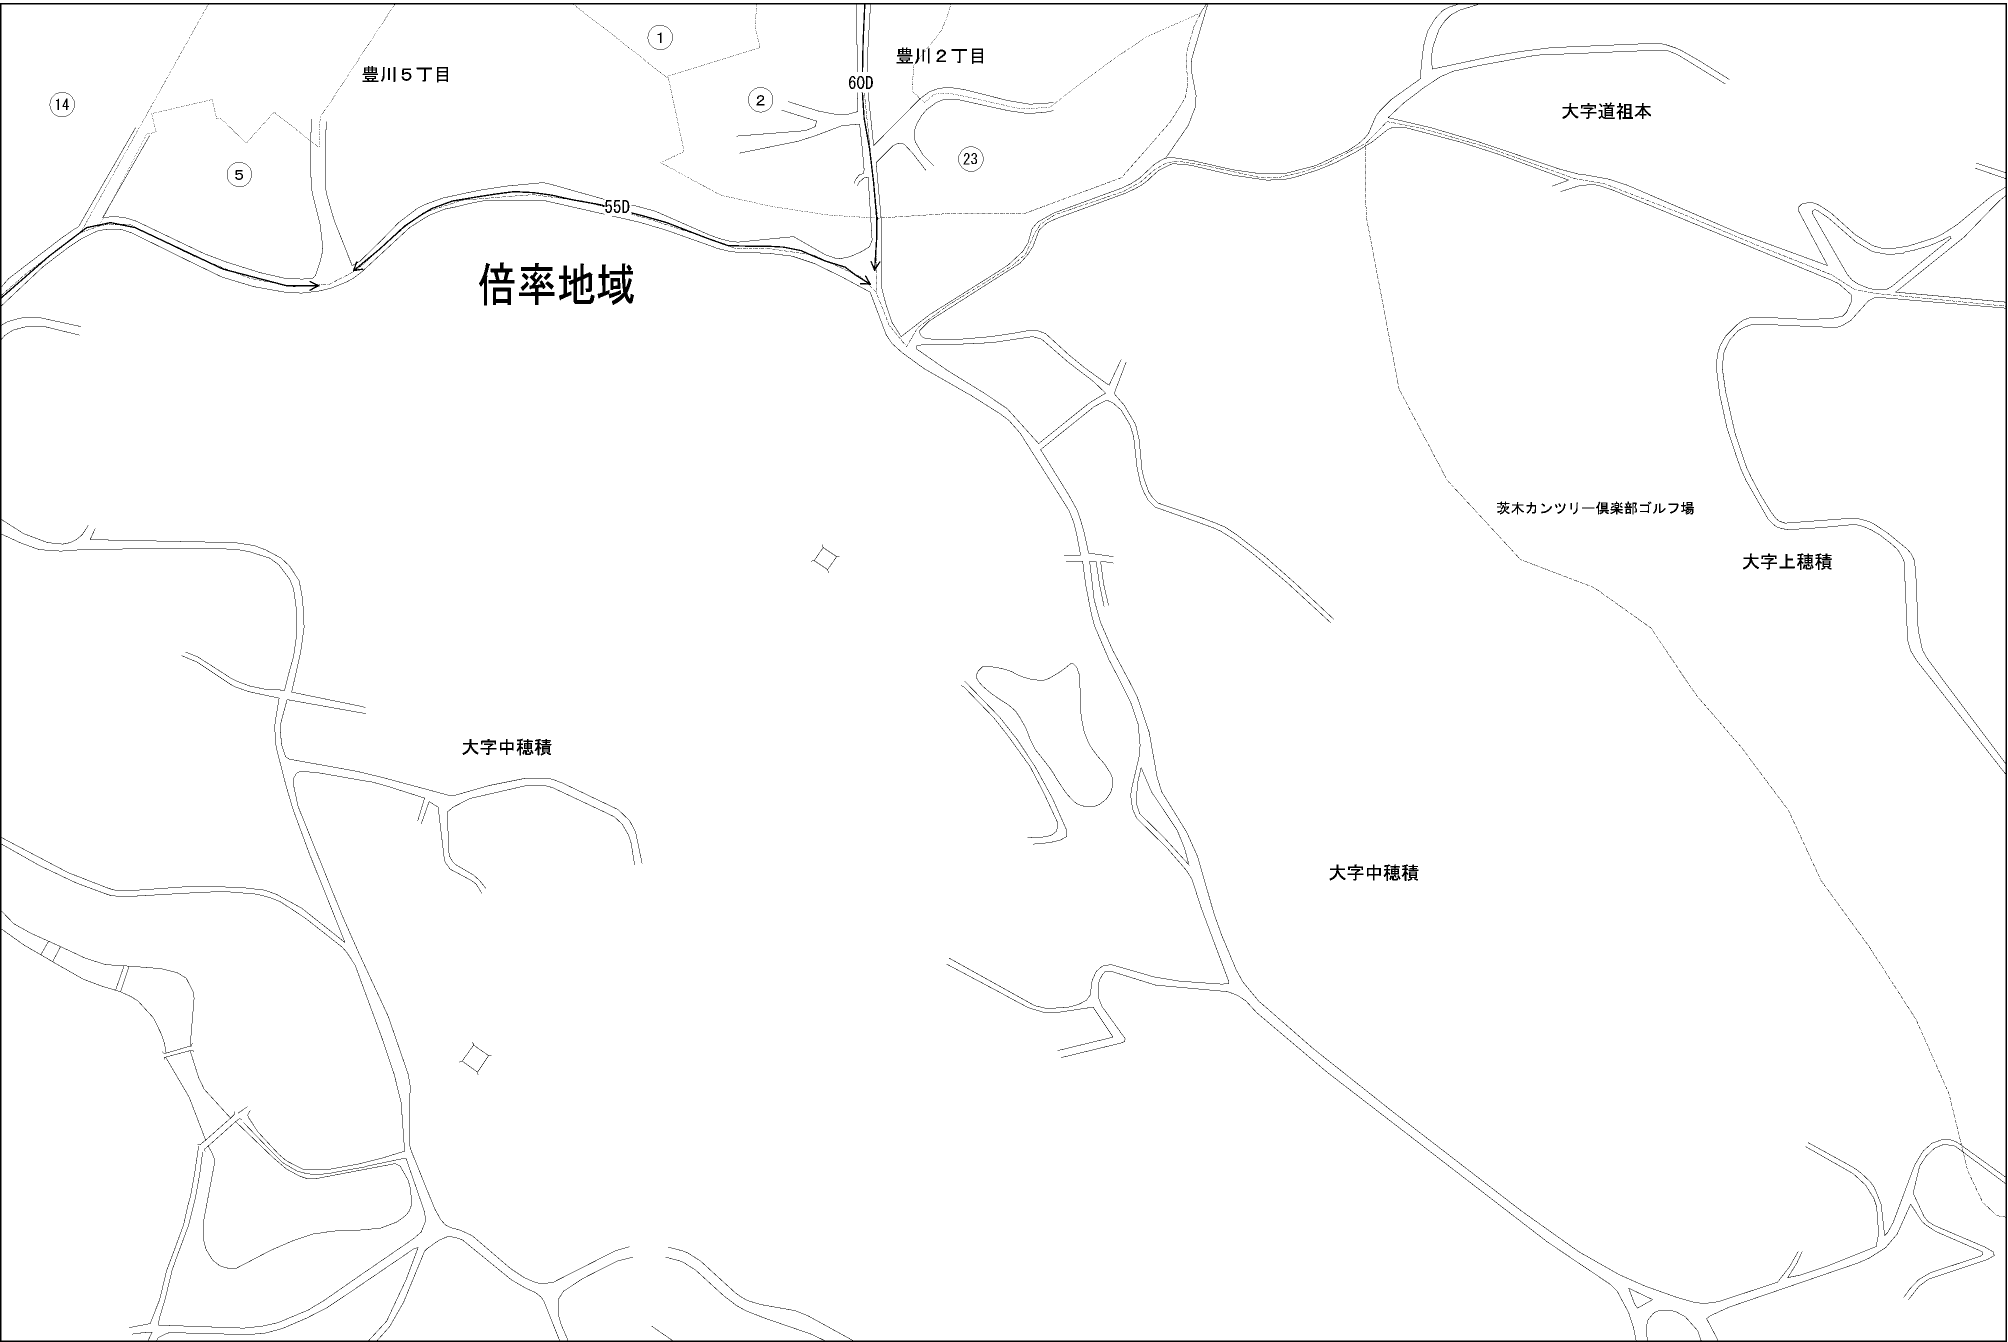 ①
豊川２丁目
豊川５丁目
60D
⑭
②
大字道祖本
㉓
⑤
55D
倍率地域
茨木カンツリー倶楽部ゴルフ場
大字上穂積
大字中穂積
大字中穂積